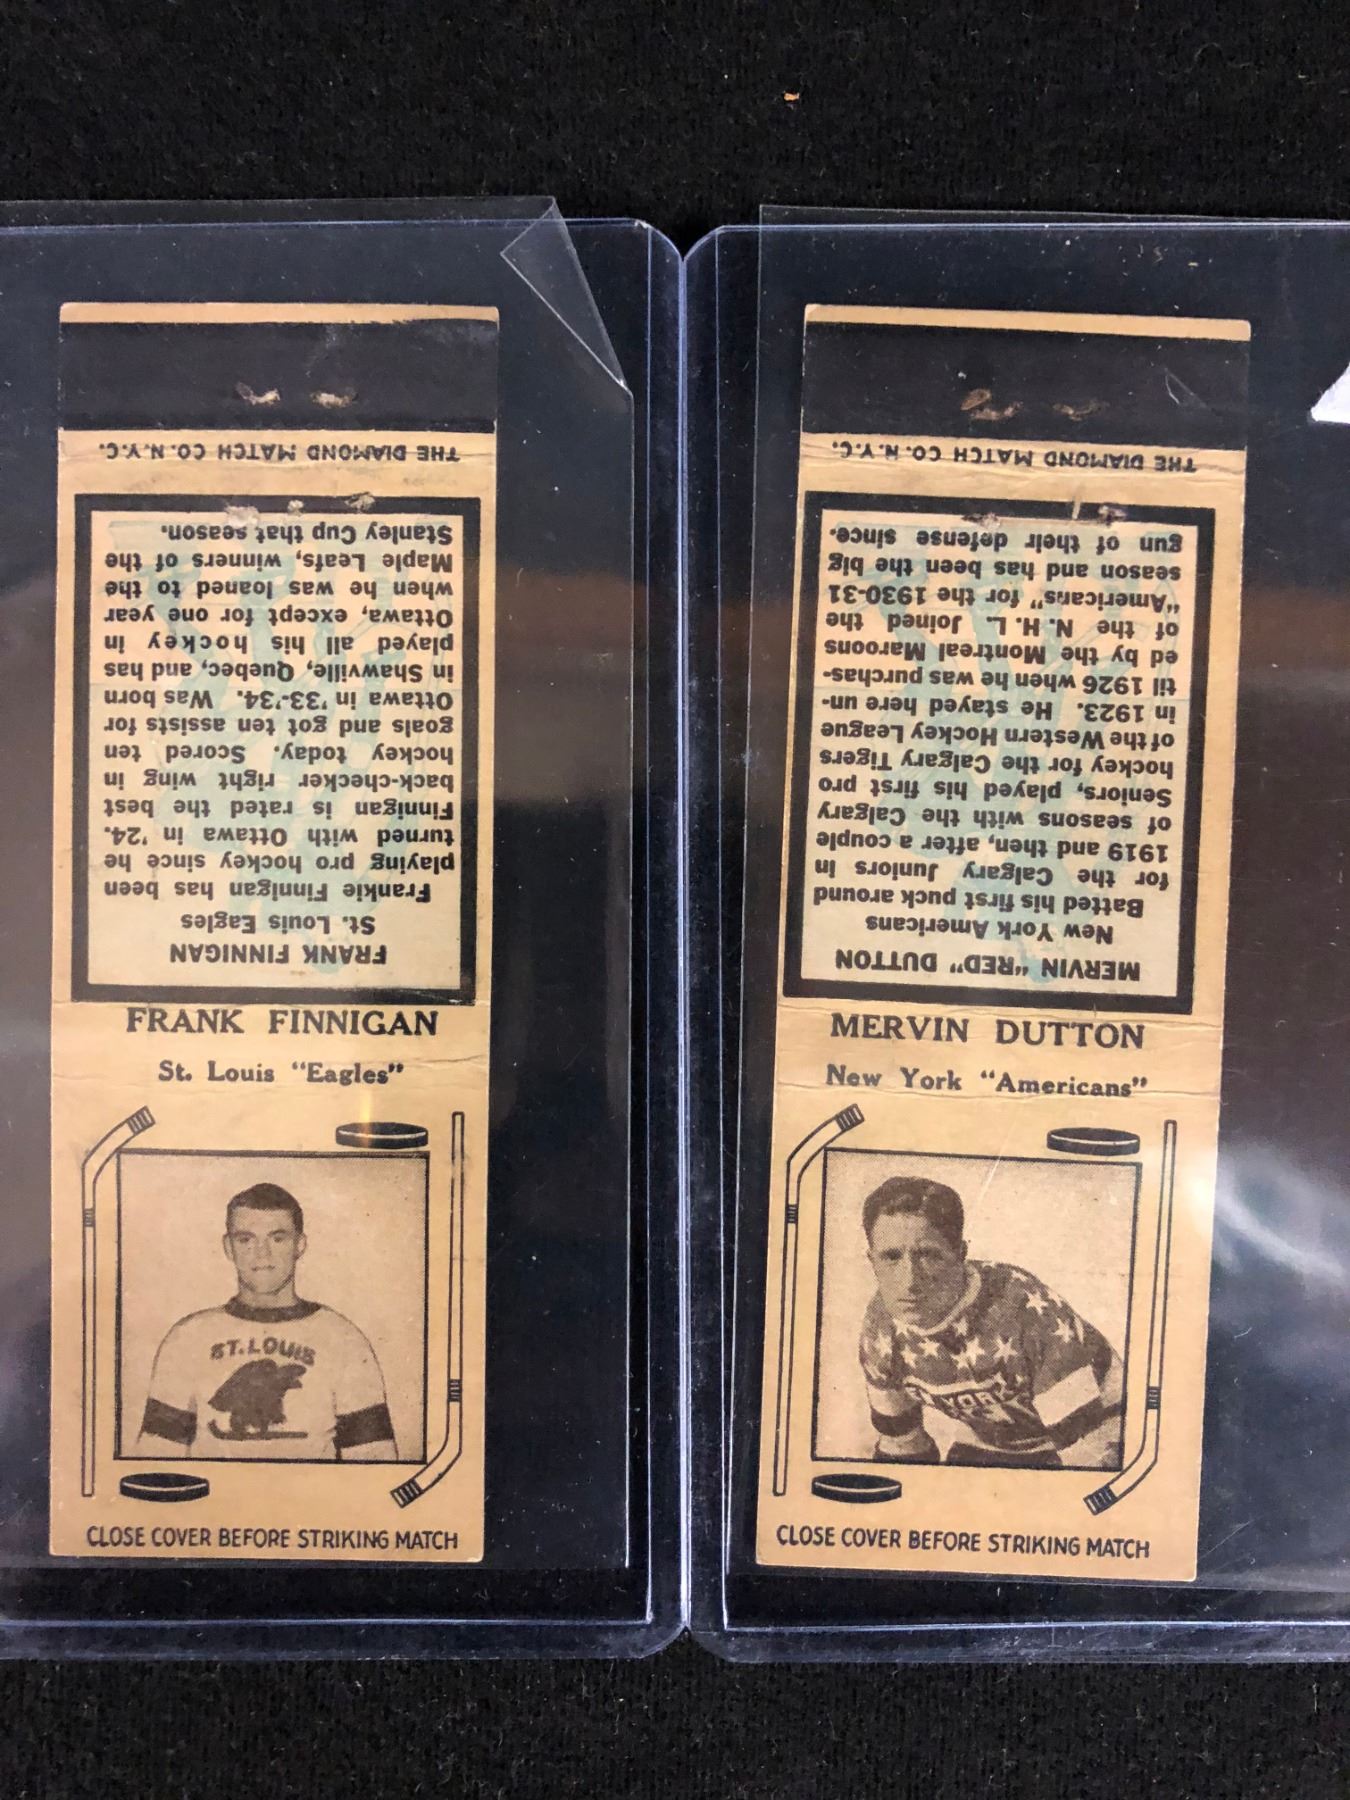 THE DIAMOND MATCH CO. N.Y.C.
FRANK FINNIGAN
St. Louis Eagles
Frankie Finnigan has been
playing pro hockey since he
turned with Ottawa in '24.
Finnigan is rated the best
back-checker right wing in
hockey today. Scored ten
goals and got ten assists for
Ottawa in '33-'34. Was born
in Shawville, Quebec, and has
played all his hockey in
Ottawa, except for one year
when he was loaned to the
Maple Leafs, winners of the
Stanley Cup that season.
FRANK FINNIGAN
St. Louis "Eagles"
ST. LOUIS
CLOSE COVER BEFORE STRIKING MATCH
THE DIAMOND MATCH CO. N.Y.C.
MERVIN "RED" DUTTON
New York Americans
Batted his first puck around
for the Calgary Juniors in
1919 and then, after a couple
of seasons with the Calgary
Seniors, played his first pro
hockey for the Calgary Tigers
of the Western Hockey League
in 1923. He stayed here un-
til 1926 when he was purchas-
ed by the Montreal Maroons
of the N. H. L. Joined the
"Americans" for the 1930-31
season and has been the big
gun of their defense since.
MERVIN DUTTON
New York "Americans"
CLOSE COVER BEFORE STRIKING MATCH